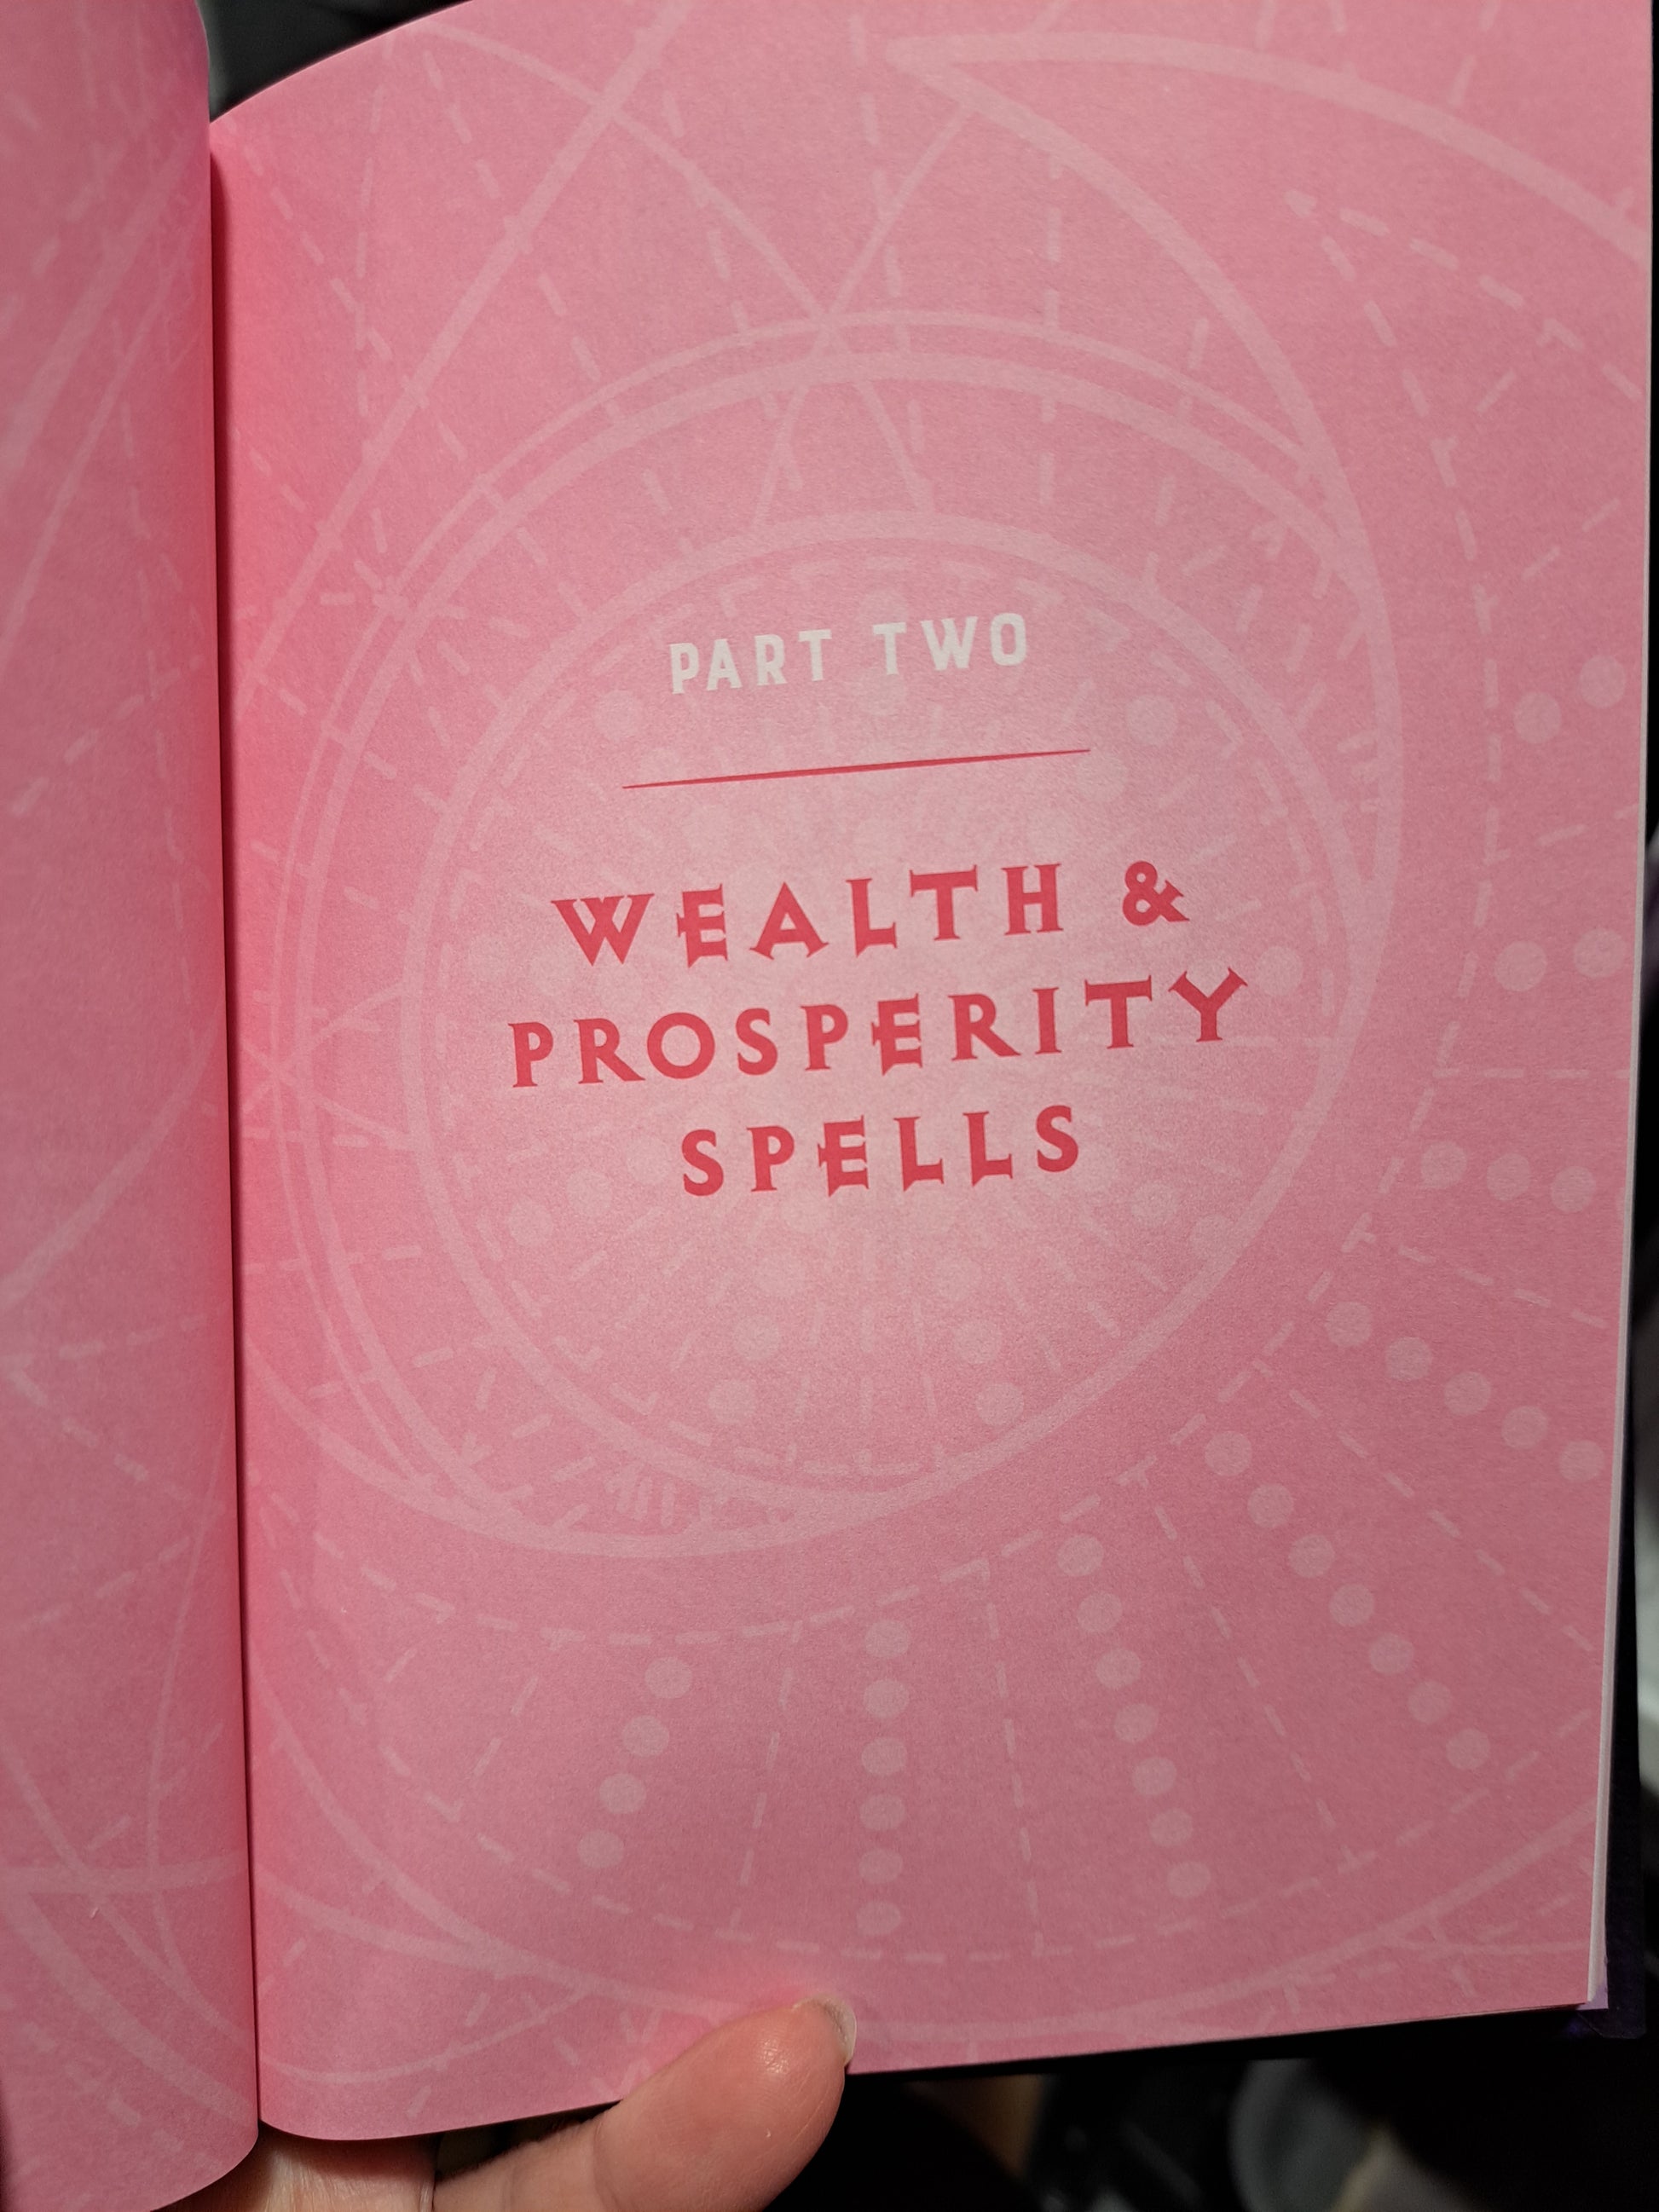 PART TWO
WEALTH &
PROSPERITY
SPELLS